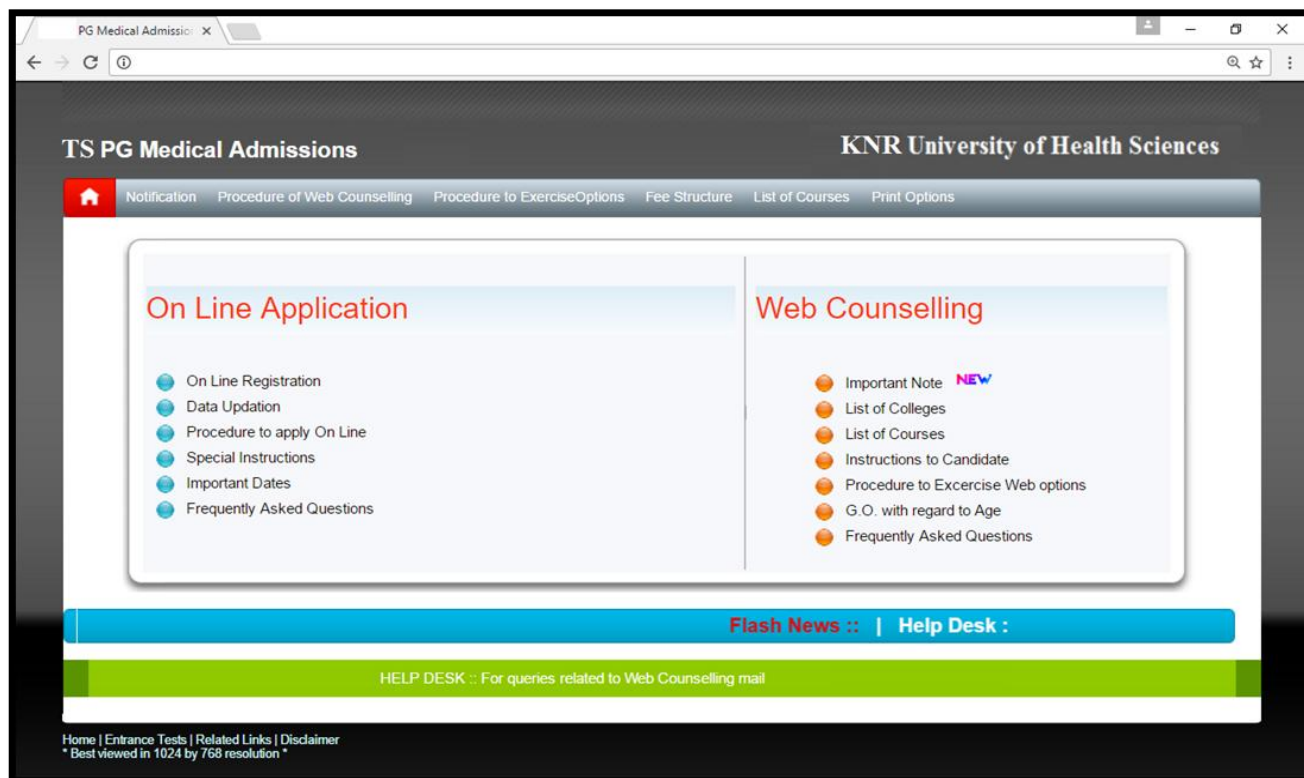 PG Medical Admission
TS PG Medical Admissions
KNR University of Health Sciences
Notification Procedure of Web Counselling Procedure to ExerciseOptions Fee Structure List of Courses Print Options
On Line Application
On Line Registration
Data Updation
Procedure to apply On Line
Special Instructions
Important Dates
Frequently Asked Questions
Web Counselling
Important Note NEW
List of Colleges
List of Courses
Instructions to Candidate
Procedure to Excercise Web options
G.O. with regard to Age
Frequently Asked Questions
Flash News :: | Help Desk :
HELP DESK :: For queries related to Web Counselling mail
Home | Entrance Tests | Related Links | Disclaimer
* Best viewed in 1024 by 768 resolution *